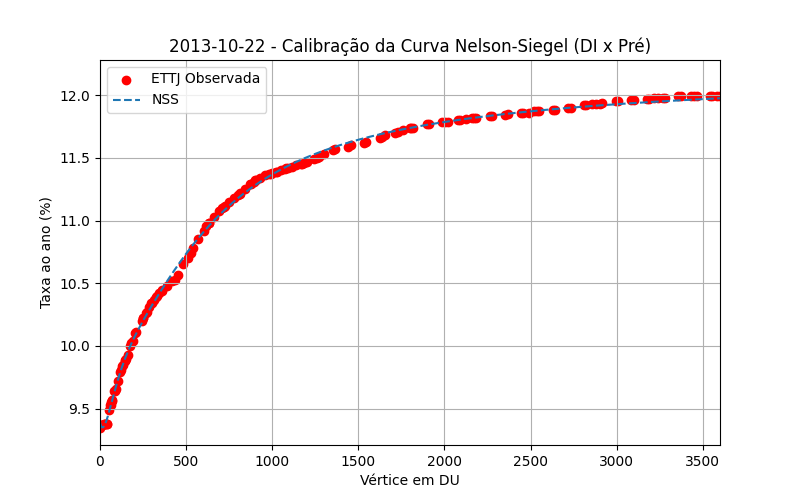 2013-10-22 - Calibração da Curva Nelson-Siegel (DI x Pré)
ETTJ Observada
NSS
Taxa ao ano (%)
12.0
11.5
11.0
10.5
10.0
9.5
0 500 1000 1500 2000 2500 3000 3500
Vértice em DU